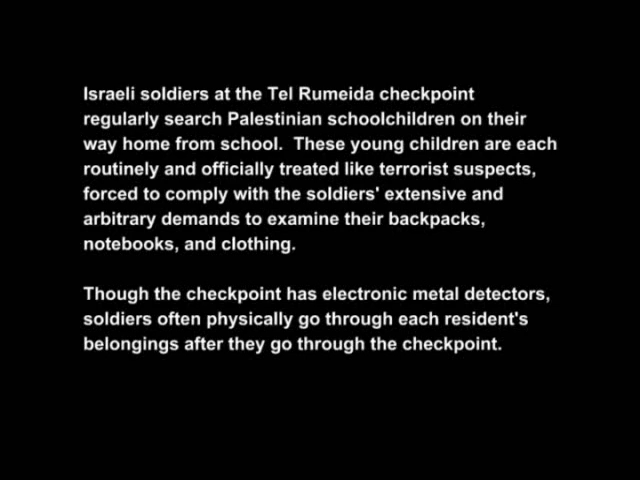 Israeli soldiers at the Tel Rumeida checkpoint
regularly search Palestinian schoolchildren on their
way home from school.  These young children are each
routinely and officially treated like terrorist suspects,
forced to comply with the soldiers' extensive and
arbitrary demands to examine their backpacks,
notebooks, and clothing.

Though the checkpoint has electronic metal detectors,
soldiers often physically go through each resident's
belongings after they go through the checkpoint.